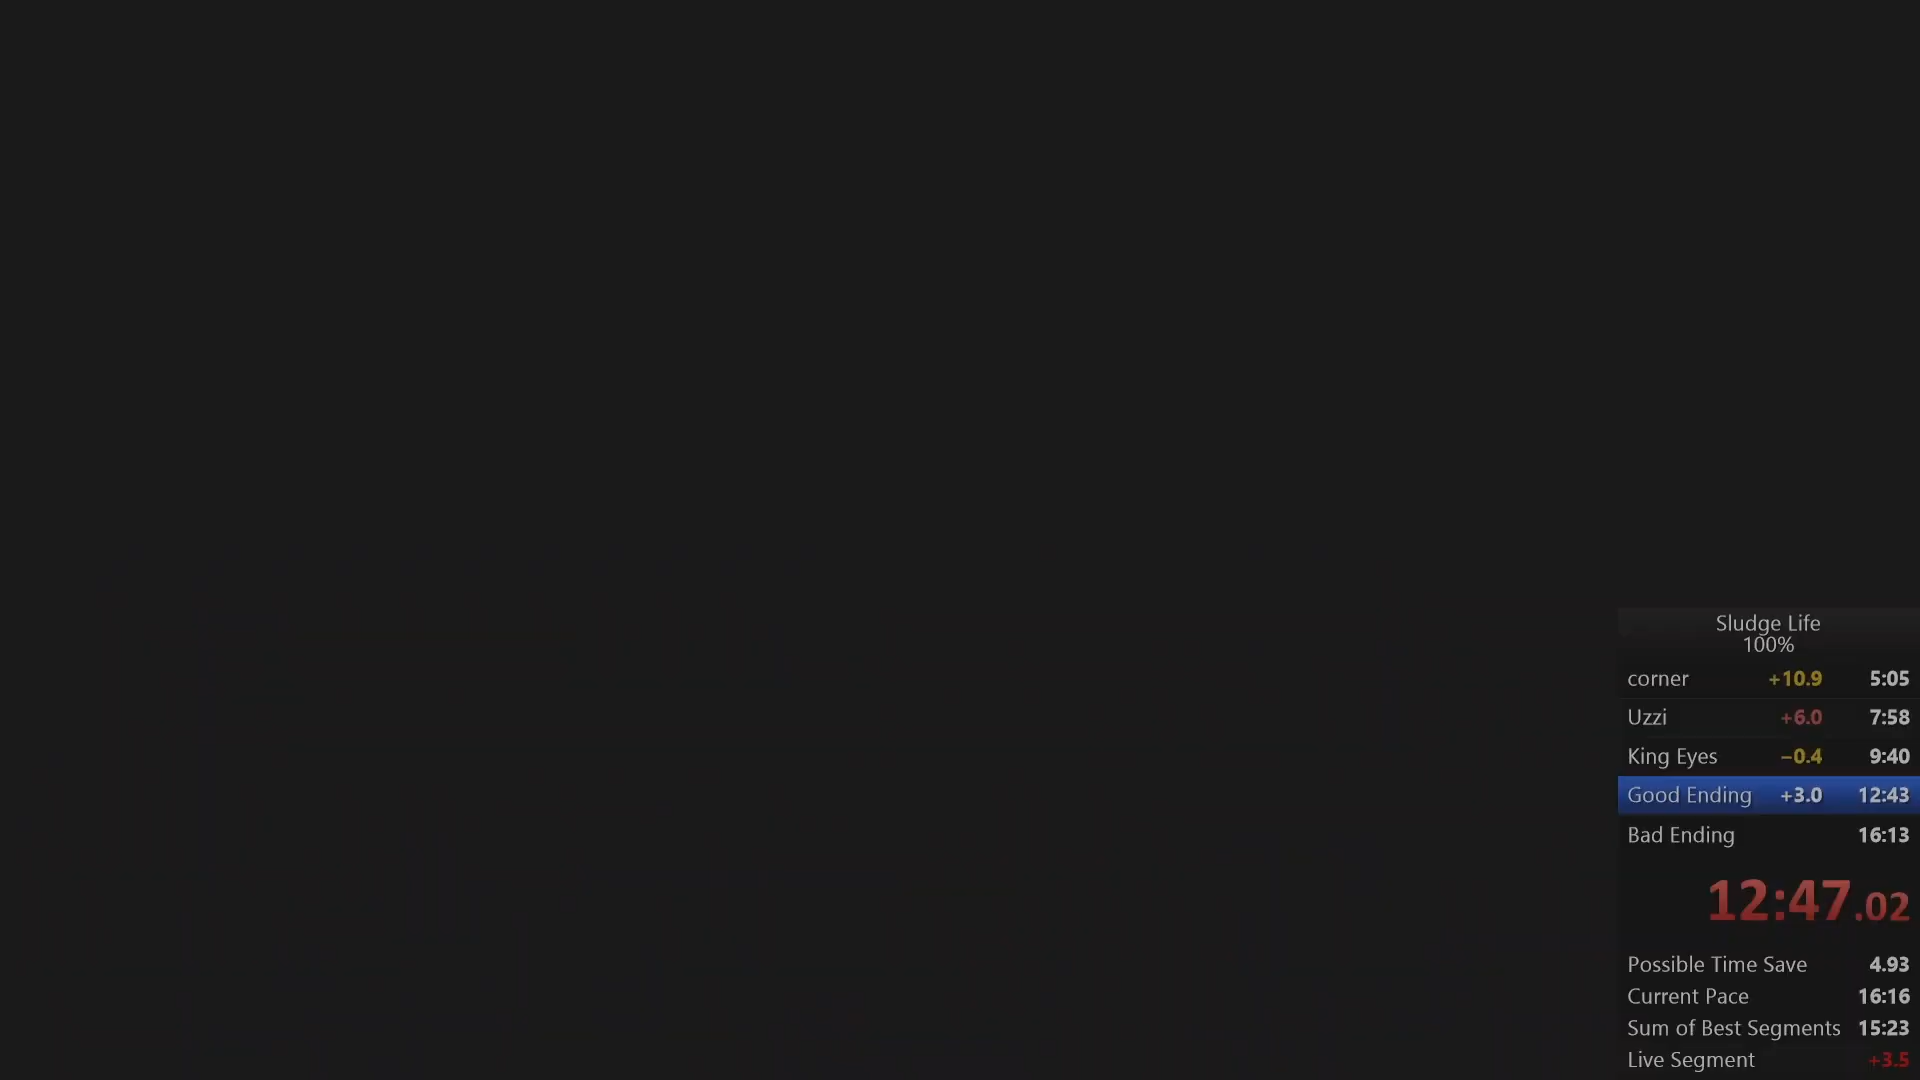 Sludge Life
100%
corner +10.9 5:05
Uzzi +6.0 7:58
King Eyes −0.4 9:40
Good Ending +3.0 12:43
Bad Ending 16:13
12:47.02
Possible Time Save 4.93
Current Pace 16:16
Sum of Best Segments 15:23
Live Segment +3.5